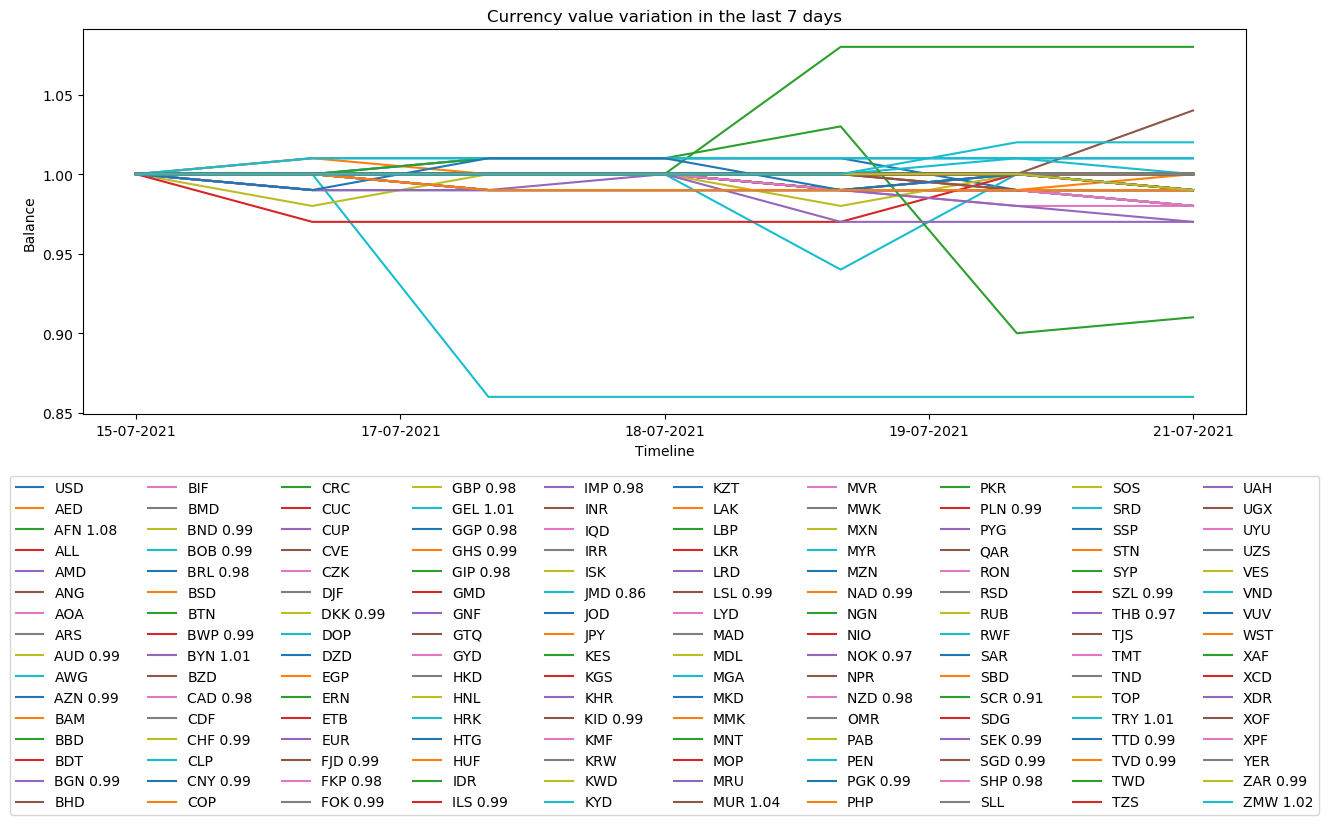 Currency value variation in the last 7 days
1.05
1.00
0.95
0.90
0.85
Balance
15-07-2021 17-07-2021 18-07-2021 19-07-2021 21-07-2021
Timeline
USD BIF CRC GBP 0.98 IMP 0.98 KZT MVR PKR SOS UAH
AED BMD CUC GEL 1.01 INR LAK MWK PLN 0.99 SRD UGX
AFN 1.08 BND 0.99 CUP GGP 0.98 IQD LBP MXN PYG SSP UYU
ALL BOB 0.99 CVE GHS 0.99 IRR LKR MYR QAR STN UZS
AMD BRL 0.98 CZK GIP 0.98 ISK LRD MZN RON SYP VES
ANG BSD DJF GMD JMD 0.86 LSL 0.99 NAD 0.99 RSD SZL 0.99 VND
AOA BTN DKK 0.99 GNF JOD LYD NGN RUB THB 0.97 VUV
ARS BWP 0.99 DOP GTQ JPY MAD NIO RWF TJS WST
AUD 0.99 BYN 1.01 DZD GYD KES MDL NOK 0.97 SAR TMT XAF
AWG BZD EGP HKD KGS MGA NPR SBD TND XCD
AZN 0.99 CAD 0.98 ERN HNL KHR MKD NZD 0.98 SCR 0.91 TOP XDR
BAM CDF ETB HRK KID 0.99 MMK OMR SDG TRY 1.01 XOF
BBD CHF 0.99 EUR HTG KMF MNT PAB SEK 0.99 TTD 0.99 XPF
BDT CLP FJD 0.99 HUF KRW MOP PEN SGD 0.99 TVD 0.99 YER
BGN 0.99 CNY 0.99 FKP 0.98 IDR KWD MRU PGK 0.99 SHP 0.98 TWD ZAR 0.99
BHD COP FOK 0.99 ILS 0.99 KYD MUR 1.04 PHP SLL TZS ZMW 1.02